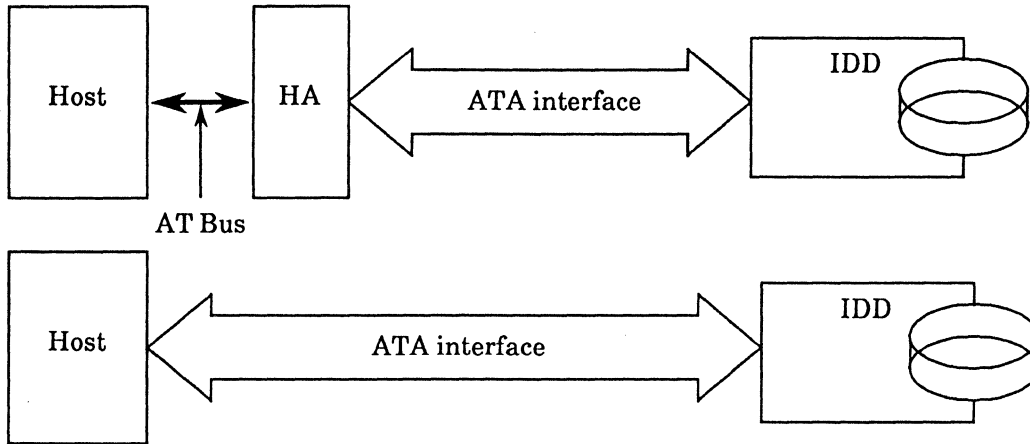 Host
HA
ATA interface
IDD
AT Bus
Host
ATA interface
IDD